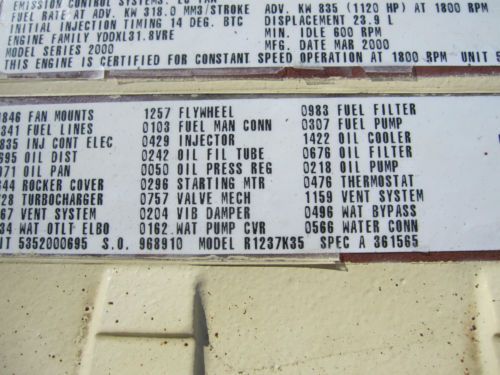 EMISSION CONTROL SYSTEMS:
FUEL RATE AT ADV. KW 318.0 MM3/STROKE ADV. KW 835 (1120 HP) AT 1800 RPM
INITIAL INJECTION TIMING 14 DEG. BTC DISPLACEMENT 23.9 L
ENGINE FAMILY YDDXL31.8VRE MIN. IDLE 600 RPM
MODEL SERIES 2000 MFG. DATE MAR 2000
THIS ENGINE IS CERTIFIED FOR CONSTANT SPEED OPERATION AT 1800 RPM UNIT 5
1846 FAN MOUNTS 1257 FLYWHEEL 0983 FUEL FILTER
341 FUEL LINES 0103 FUEL MAN CONN 0307 FUEL PUMP
835 INJ CONT ELEC 0429 INJECTOR 1422 OIL COOLER
695 OIL DIST 0242 OIL FIL TUBE 0676 OIL FILTER
071 OIL PAN 0050 OIL PRESS REG 0218 OIL PUMP
344 ROCKER COVER 0296 STARTING MTR 0476 THERMOSTAT
28 TURBOCHARGER 0757 VALVE MECH 1159 VENT SYSTEM
67 VENT SYSTEM 0204 VIB DAMPER 0496 WAT BYPASS
34 WAT OTLT ELBO 0162 WAT PUMP CVR 0566 WATER CONN
UNIT 5352000695 S.O. 968910 MODEL R1237K35 SPEC A 361565